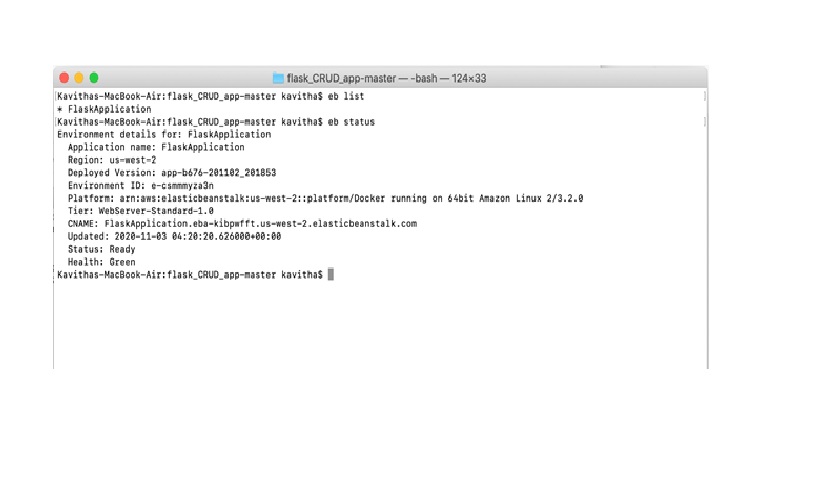 flask_CRUD_app-master — -bash — 124×33
Kavithas-MacBook-Air:flask_CRUD_app-master kavitha$ eb list
* FlaskApplication
Kavithas-MacBook-Air:flask_CRUD_app-master kavitha$ eb status
Environment details for: FlaskApplication
Application name: FlaskApplication
Region: us-west-2
Deployed Version: app-b676-201102_201853
Environment ID: e-csmmmyza3n
Platform: arn:aws:elasticbeanstalk:us-west-2::platform/Docker running on 64bit Amazon Linux 2/3.2.0
Tier: WebServer-Standard-1.0
CNAME: FlaskApplication.eba-kibpwfft.us-west-2.elasticbeanstalk.com
Updated: 2020-11-03 04:20:20.626000+00:00
Status: Ready
Health: Green
Kavithas-MacBook-Air:flask_CRUD_app-master kavitha$